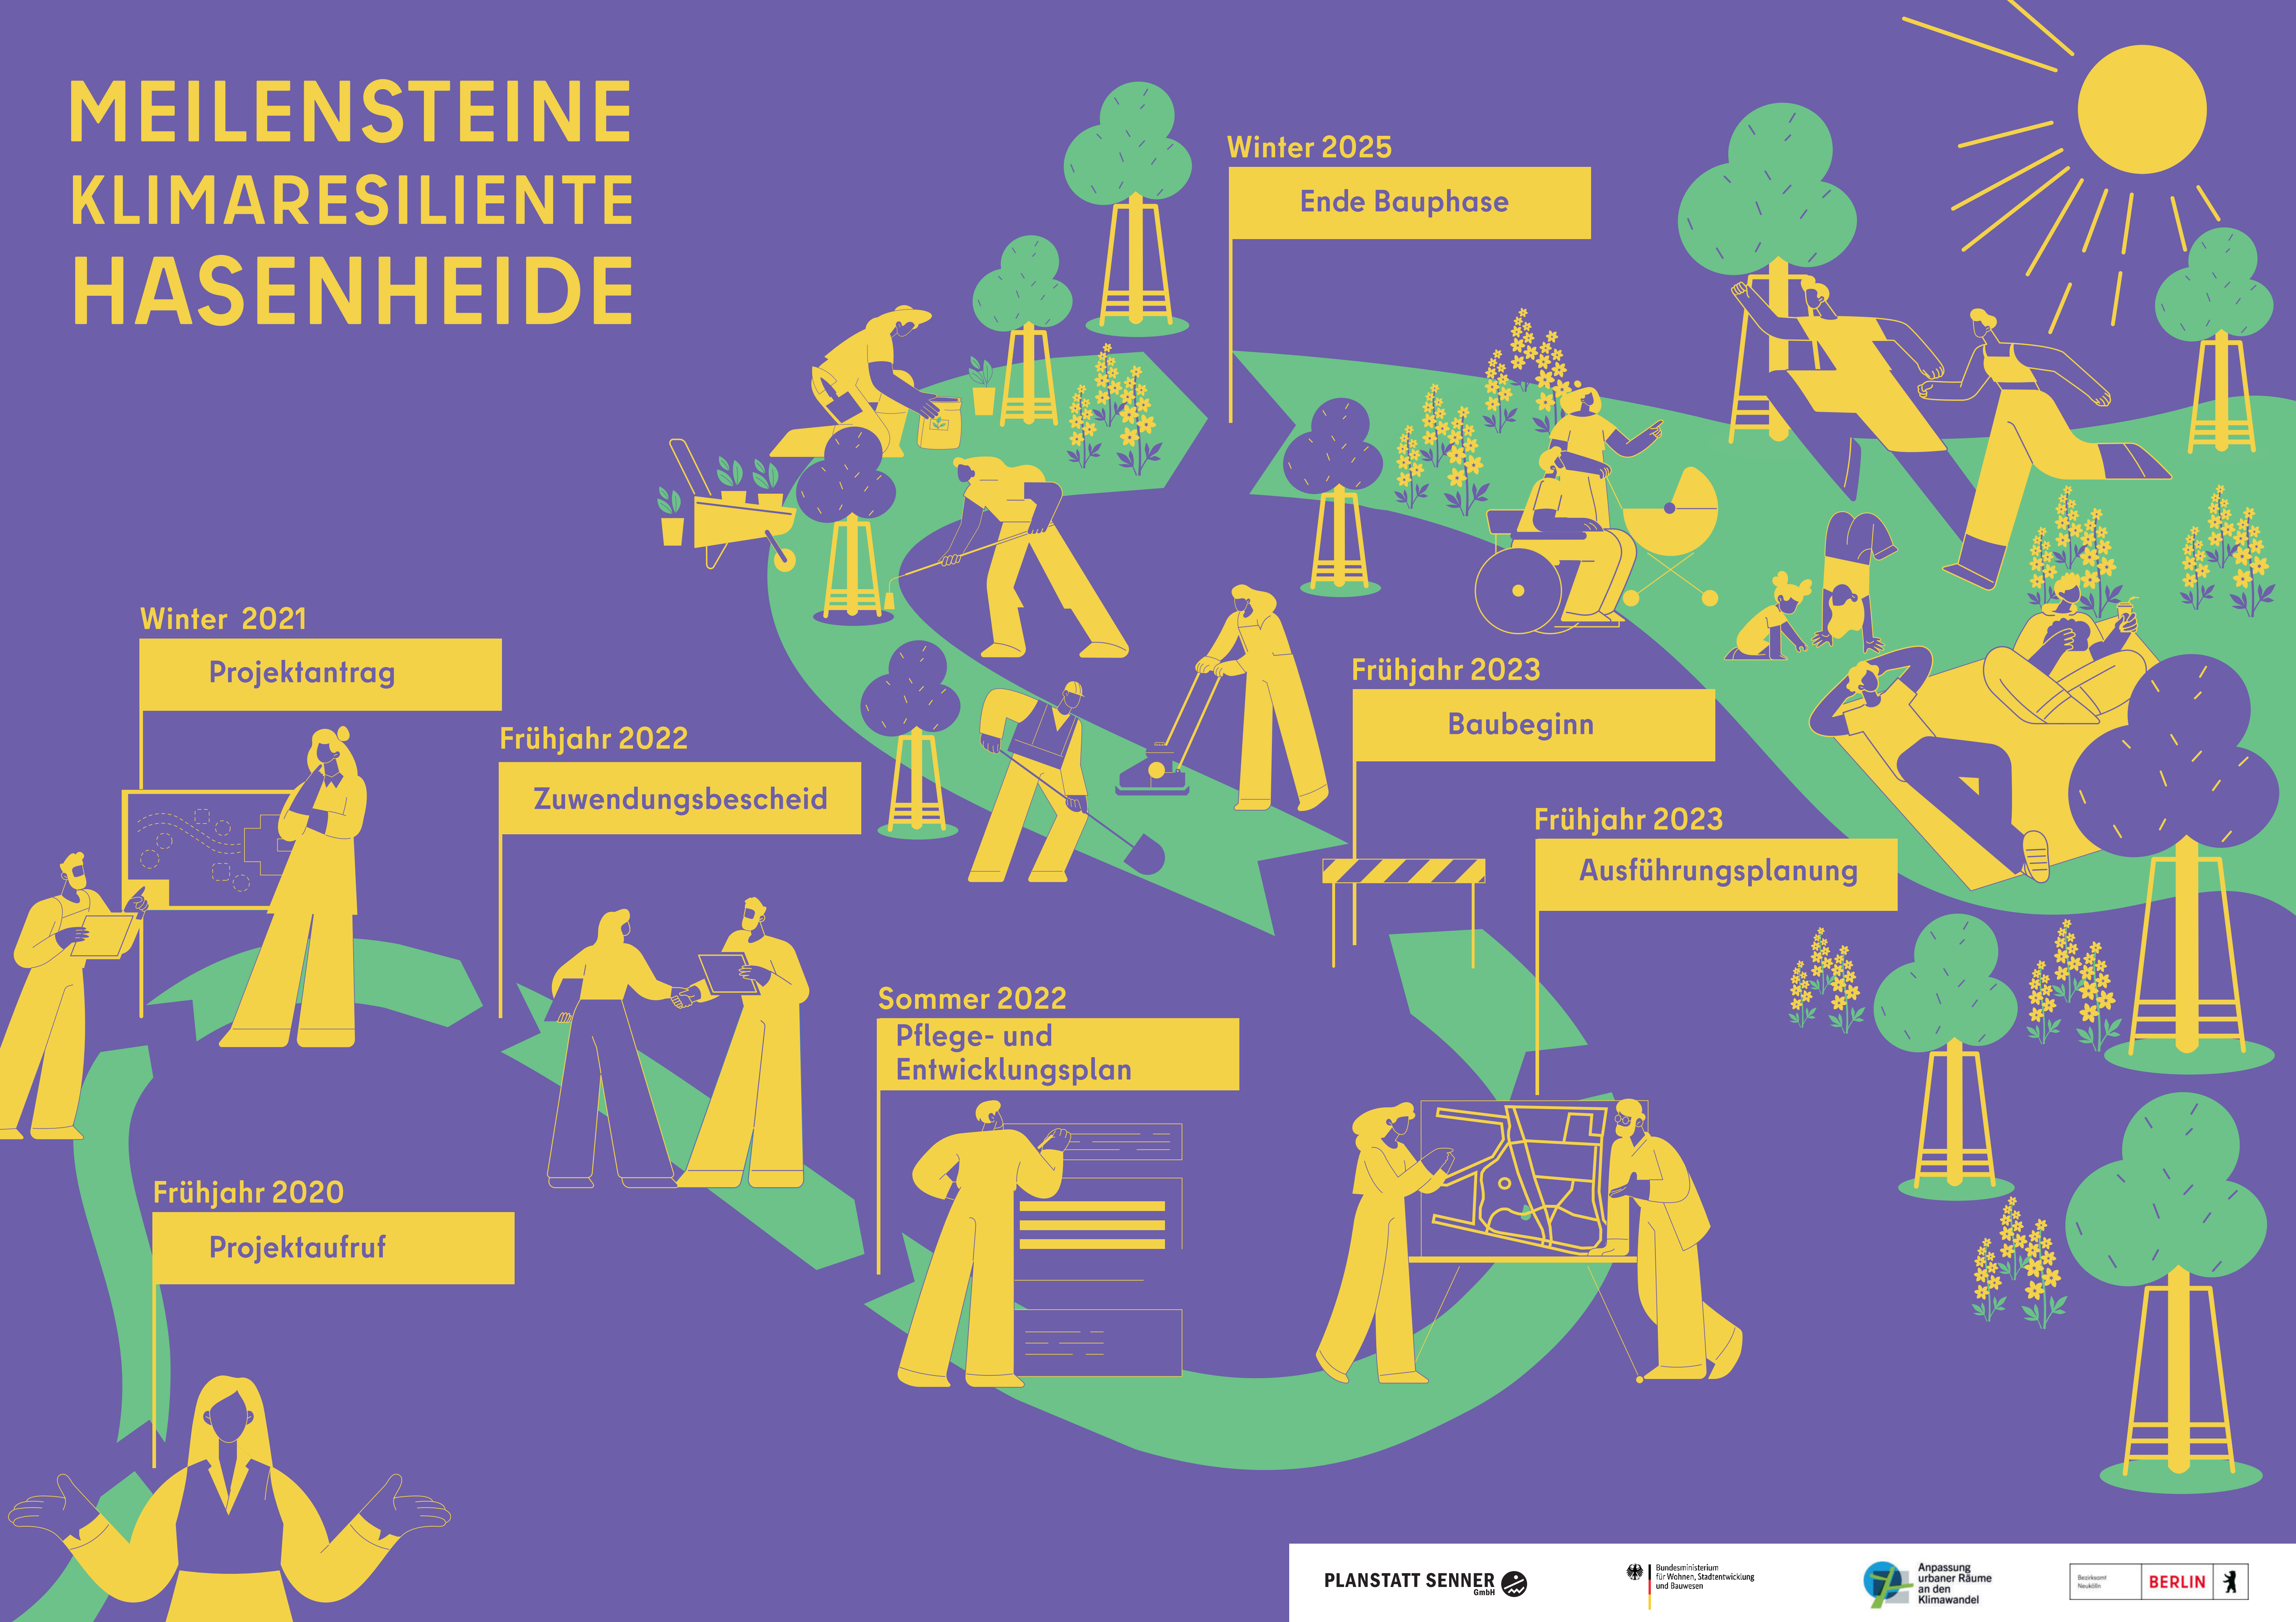 MEILENSTEINE
KLIMARESILIENTE
HASENHEIDE
Winter 2025
Ende Bauphase
Winter 2021
Projektantrag
Frühjahr 2022
Zuwendungsbescheid
Frühjahr 2023
Baubeginn
Frühjahr 2023
Ausführungsplanung
Sommer 2022
Pflege- und
Entwicklungsplan
Frühjahr 2020
Projektaufruf
PLANSTATT SENNER
GmbH
Bundesministerium
für Wohnen, Stadtentwicklung
und Bauwesen
Anpassung
urbaner Räume
an den
Klimawandel
Bezirksamt
Neukölln
BERLIN